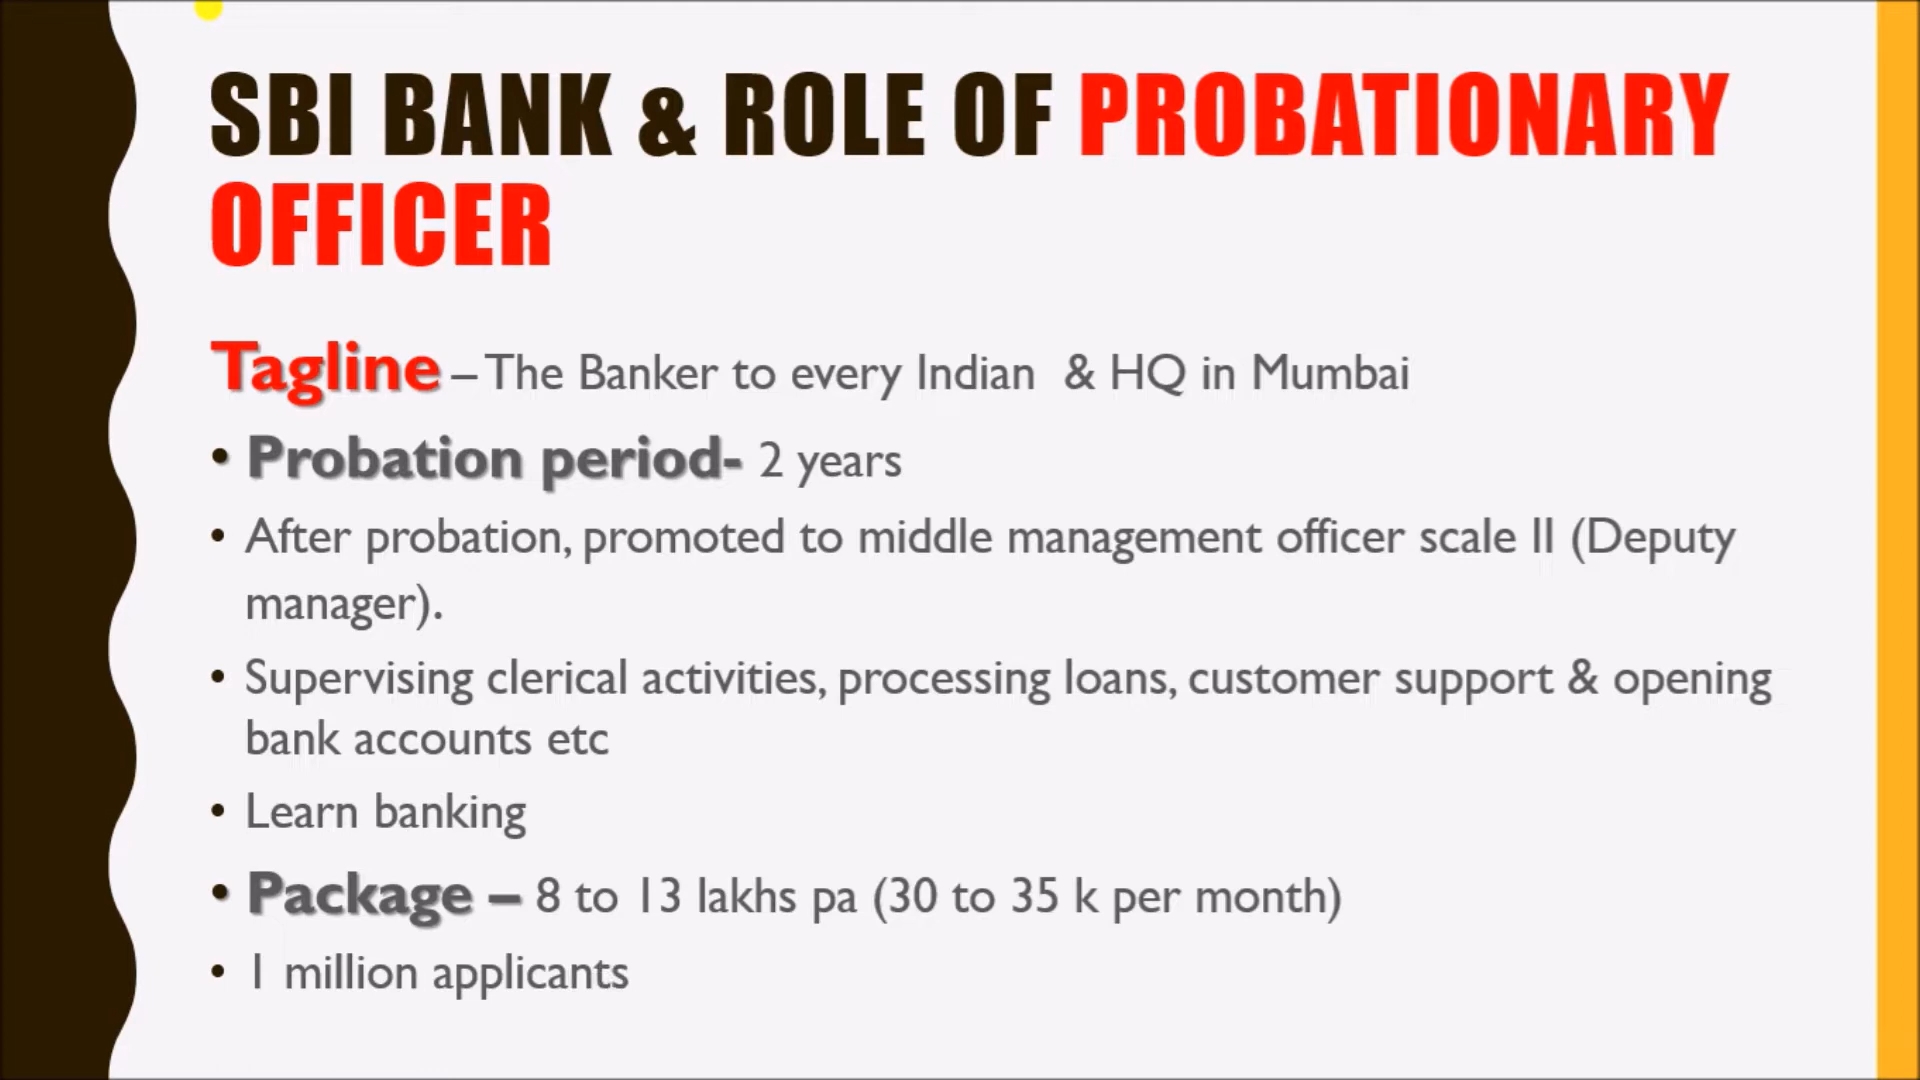 SBI BANK & ROLE OF PROBATIONARY
OFFICER
Tagline – The Banker to every Indian & HQ in Mumbai
• Probation period- 2 years
• After probation, promoted to middle management officer scale II (Deputy
manager).
• Supervising clerical activities, processing loans, customer support & opening
bank accounts etc
• Learn banking
• Package – 8 to 13 lakhs pa (30 to 35 k per month)
• 1 million applicants